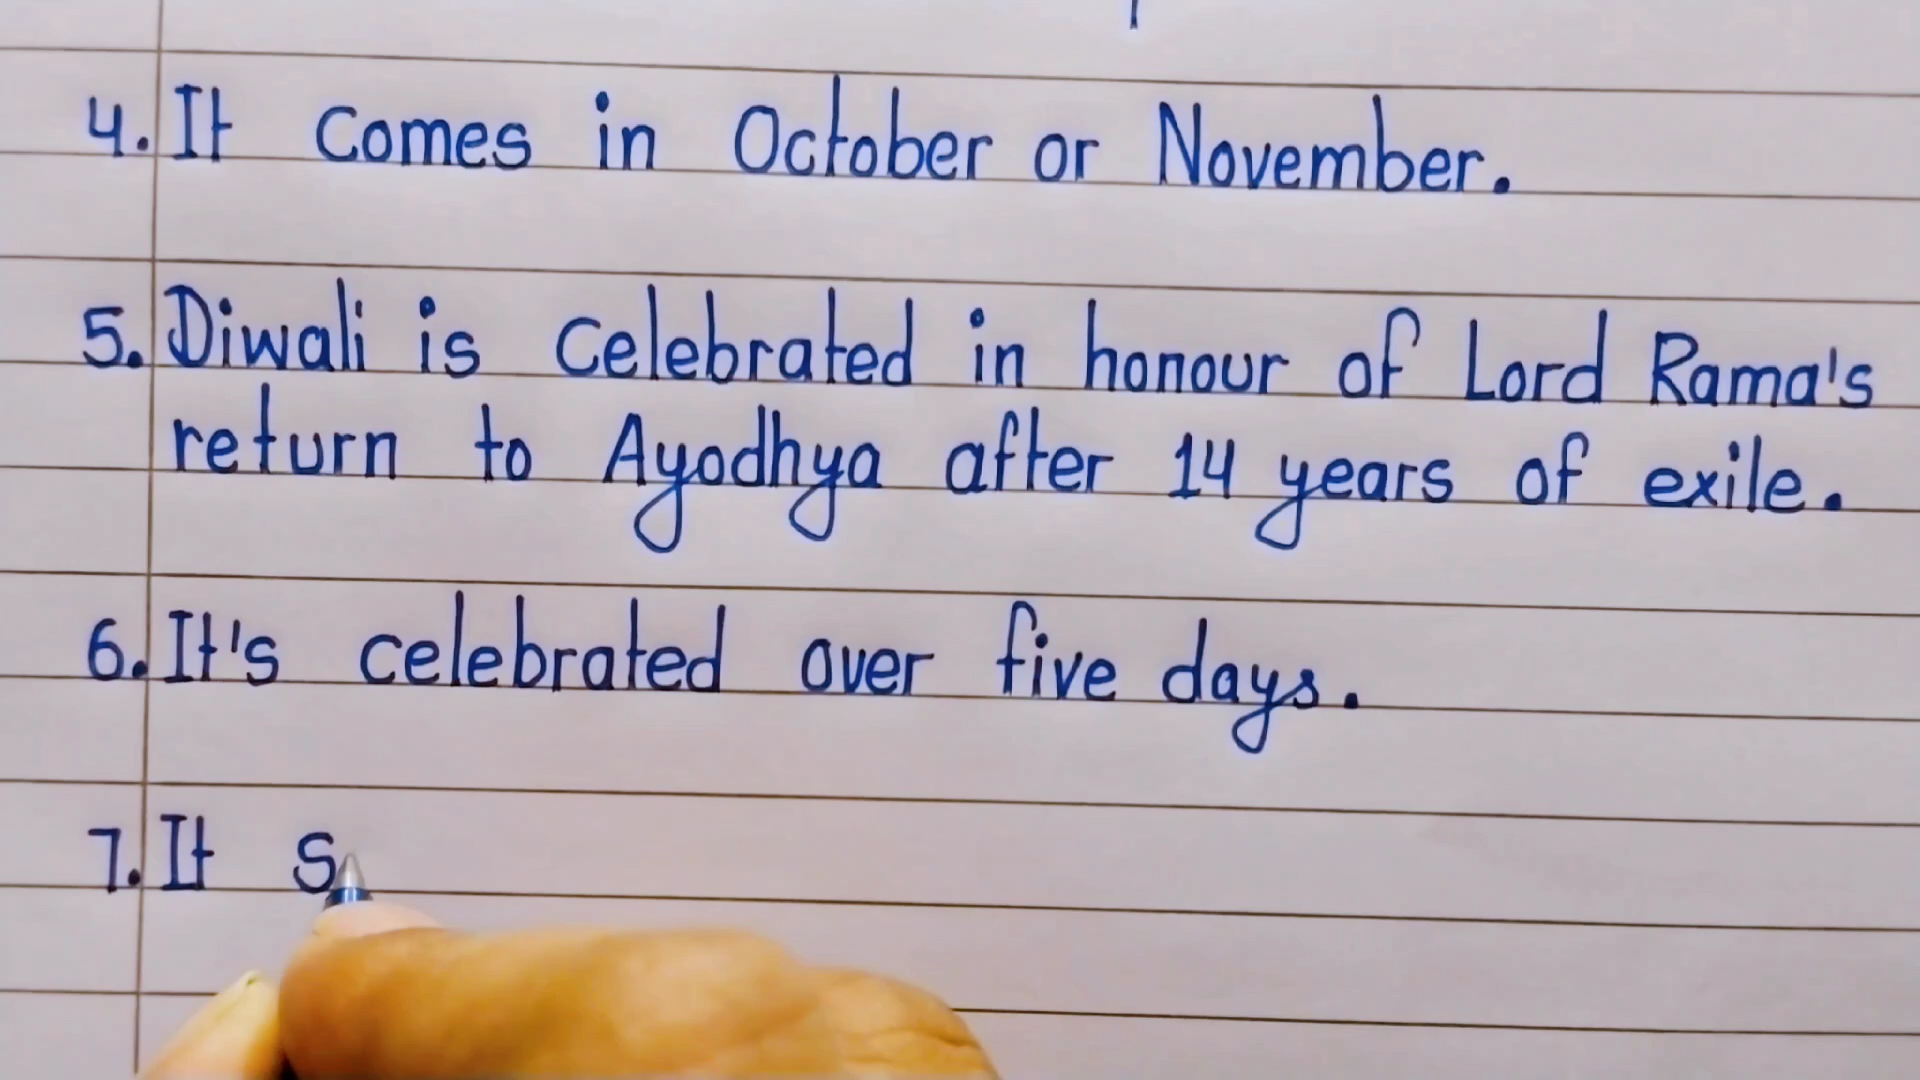 4. It comes in October or November.
5. Diwali is celebrated in honour of Lord Rama's
return to Ayodhya after 14 years of exile.
6. It's celebrated over five days.
7. It s